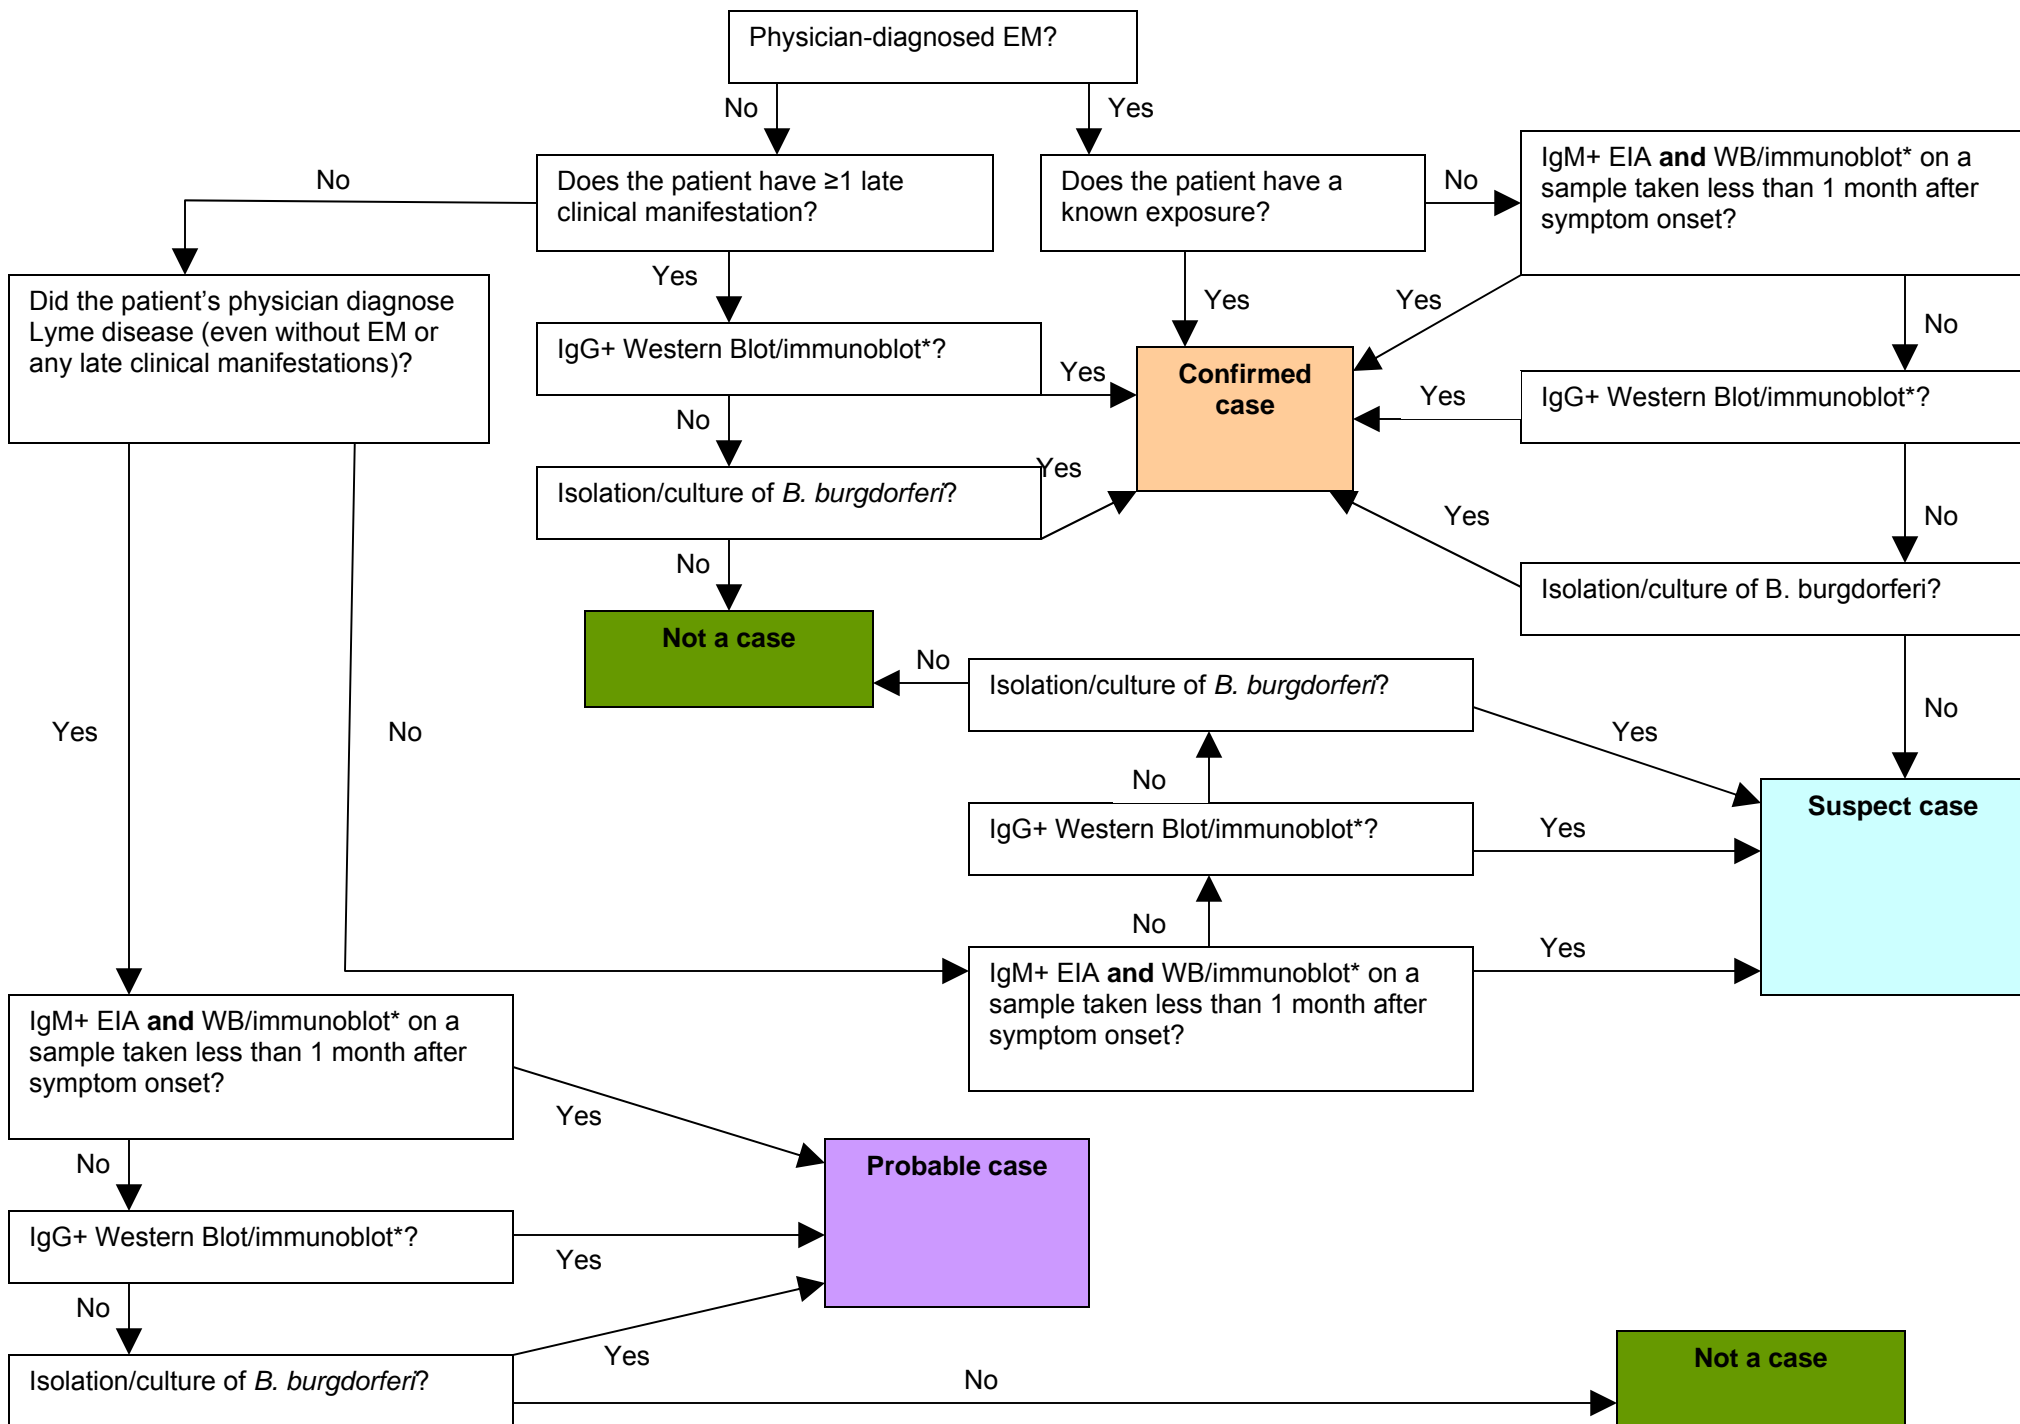 Physician-diagnosed EM?
No
Yes
Does the patient have ≥1 late
clinical manifestation?
Does the patient have a
known exposure?
No
IgM+ EIA and WB/immunoblot* on a
sample taken less than 1 month after
symptom onset?
No
Did the patient's physician diagnose
Lyme disease (even without EM or
any late clinical manifestations)?
Yes
Yes
Yes
No
IgG+ Western Blot/immunoblot*?
Yes
Confirmed
case
Yes
IgG+ Western Blot/immunoblot*?
No
Isolation/culture of B. burgdorferi?
Yes
Yes
No
No
Isolation/culture of B. burgdorferi?
Not a case
No
Isolation/culture of B. burgdorferi?
Yes
No
Yes
No
No
IgG+ Western Blot/immunoblot*?
Yes
Suspect case
No
IgM+ EIA and WB/immunoblot* on a
sample taken less than 1 month after
symptom onset?
Yes
IgM+ EIA and WB/immunoblot* on a
sample taken less than 1 month after
symptom onset?
Yes
Probable case
No
IgG+ Western Blot/immunoblot*?
Yes
No
Isolation/culture of B. burgdorferi?
Yes
No
Not a case